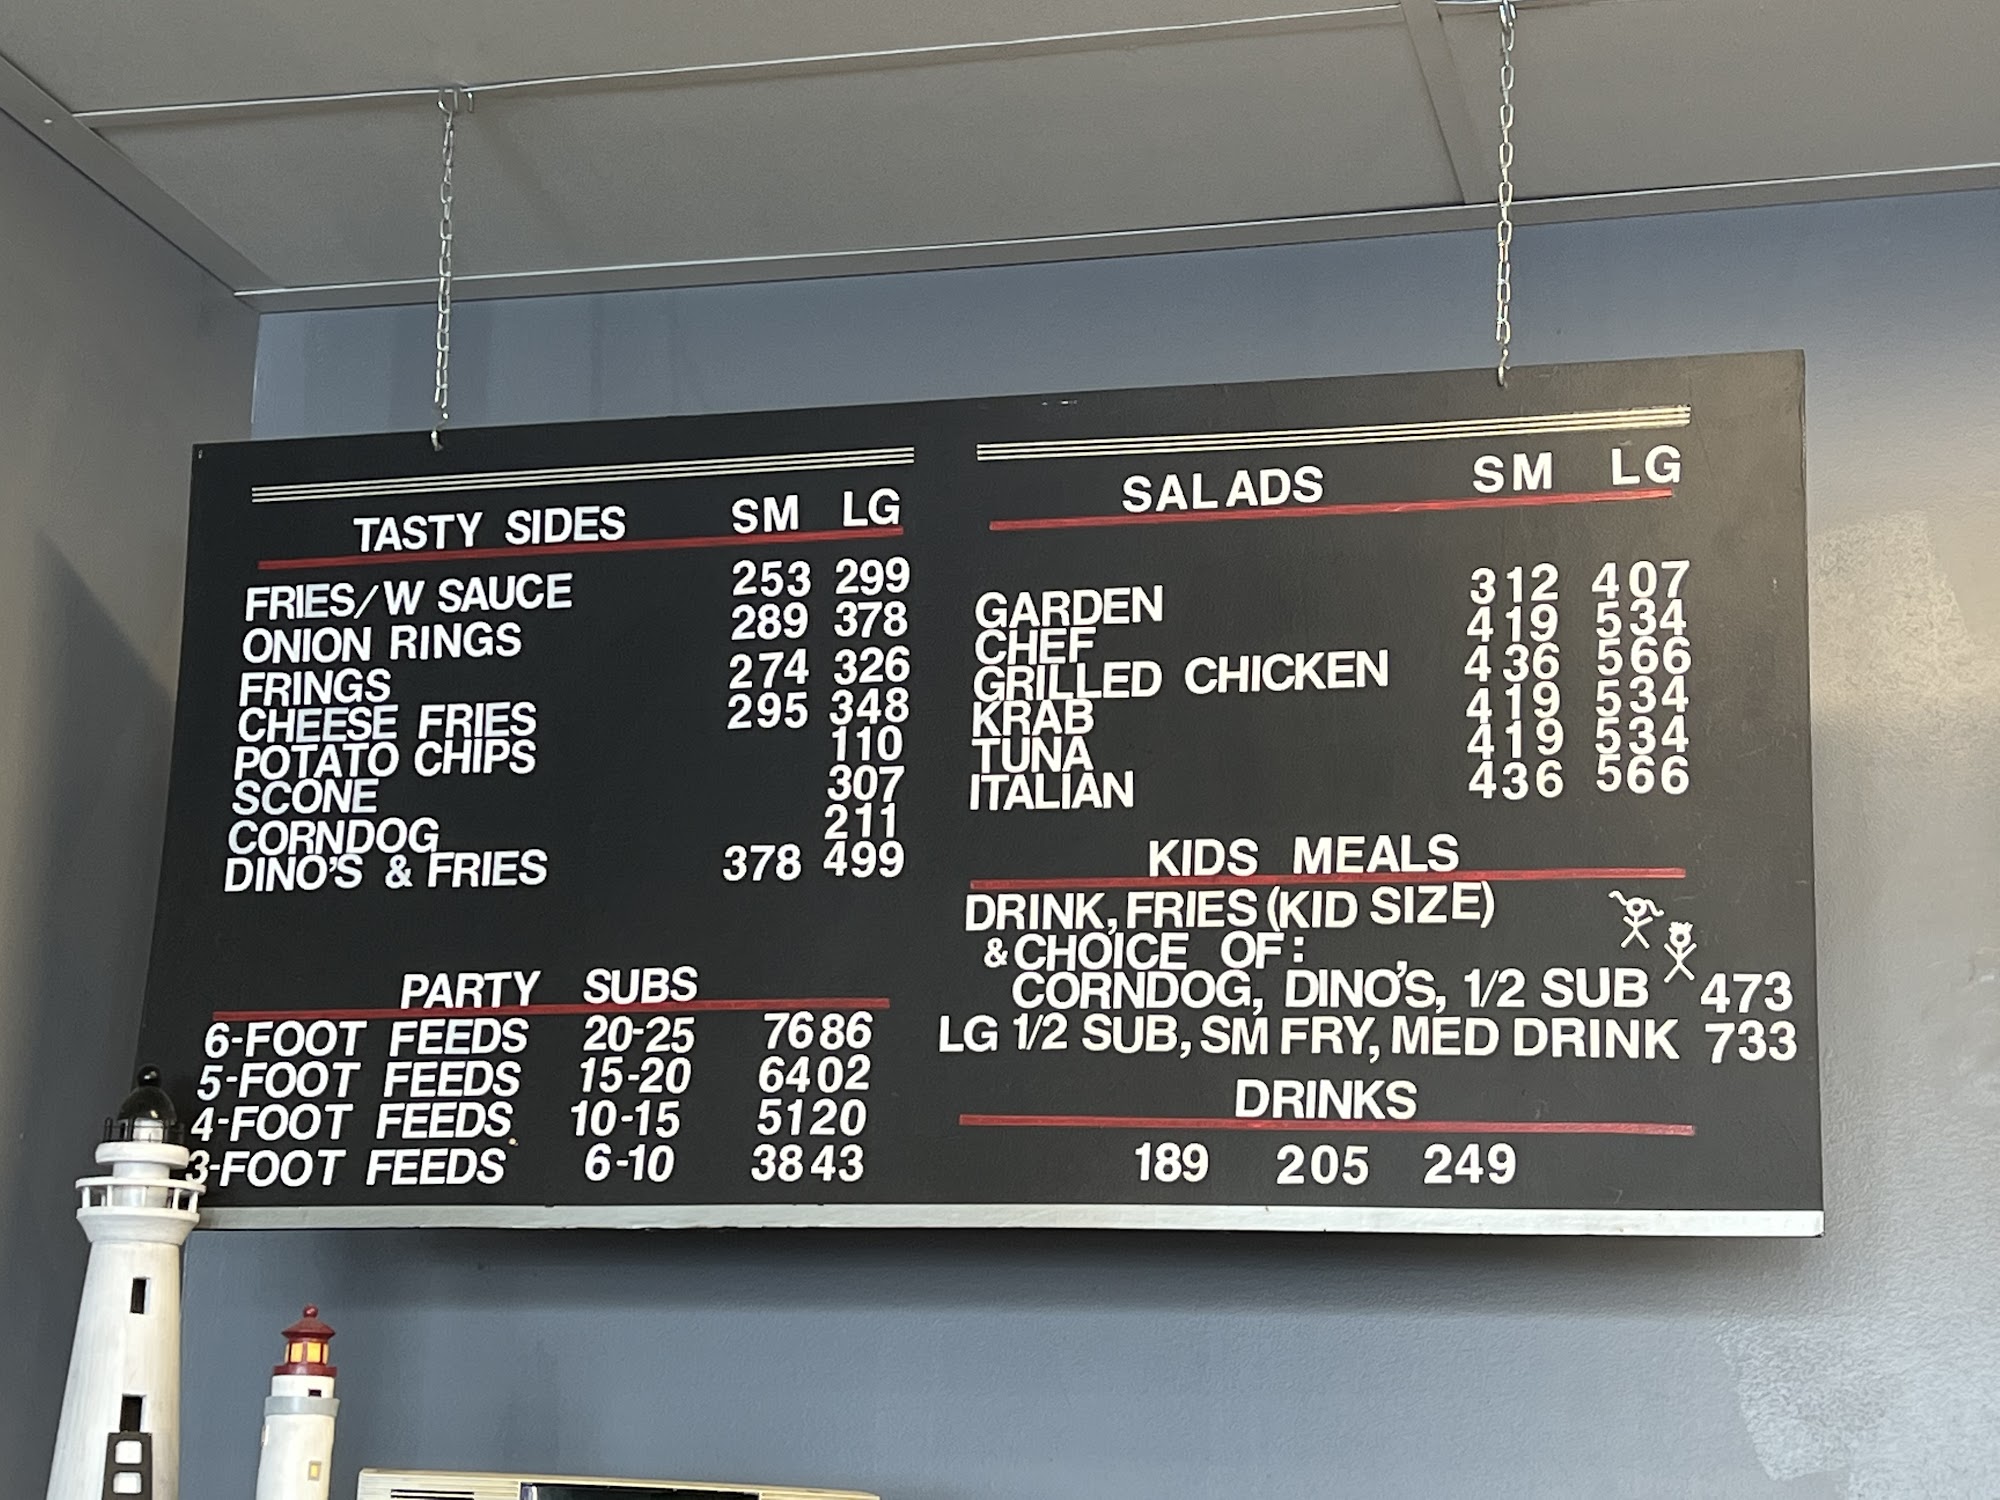 TASTY SIDES SM LG
FRIES/W SAUCE 253 299
ONION RINGS 289 378
FRINGS 274 326
CHEESE FRIES 295 348
POTATO CHIPS 110
SCONE 307
CORNDOG 211
DINO'S & FRIES 378 499
PARTY SUBS
6-FOOT FEEDS 20-25 7686
5-FOOT FEEDS 15-20 6402
4-FOOT FEEDS 10-15 5120
3-FOOT FEEDS 6-10 3843
SALADS SM LG
GARDEN 312 407
CHEF 419 534
GRILLED CHICKEN 436 566
KRAB 419 534
TUNA 419 534
ITALIAN 436 566
KIDS MEALS
DRINK, FRIES (KID SIZE)
& CHOICE OF:
CORNDOG, DINO'S, 1/2 SUB 473
LG 1/2 SUB, SM FRY, MED DRINK 733
DRINKS
189 205 249